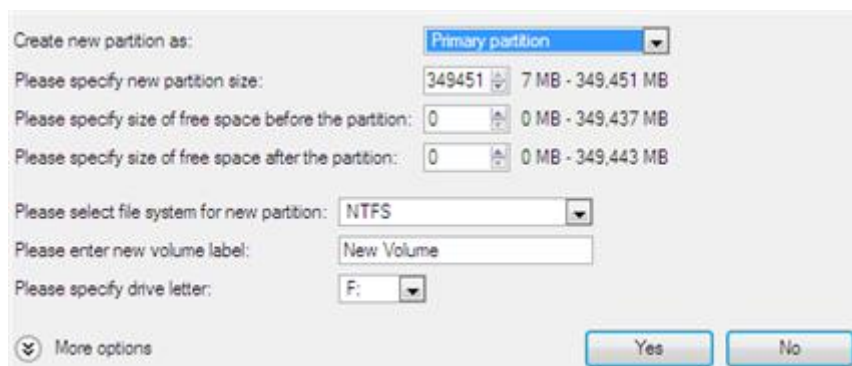 Create new partition as: Primary partition
Please specify new partition size: 349451 7 MB - 349,451 MB
Please specify size of free space before the partition: 0 0 MB - 349,437 MB
Please specify size of free space after the partition: 0 0 MB - 349,443 MB
Please select file system for new partition: NTFS
Please enter new volume label: New Volume
Please specify drive letter: F:
More options Yes No